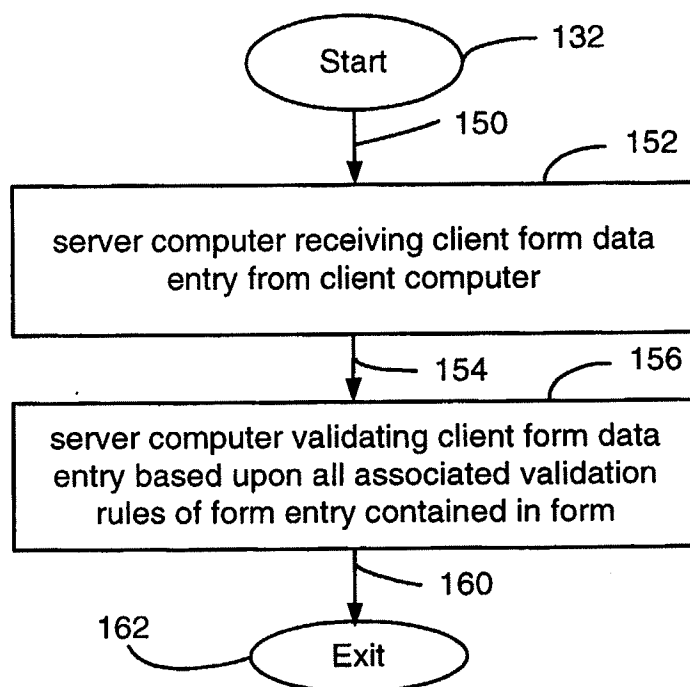 Start
132
150
152
server computer receiving client form data
entry from client computer
154
156
server computer validating client form data
entry based upon all associated validation
rules of form entry contained in form
160
162
Exit